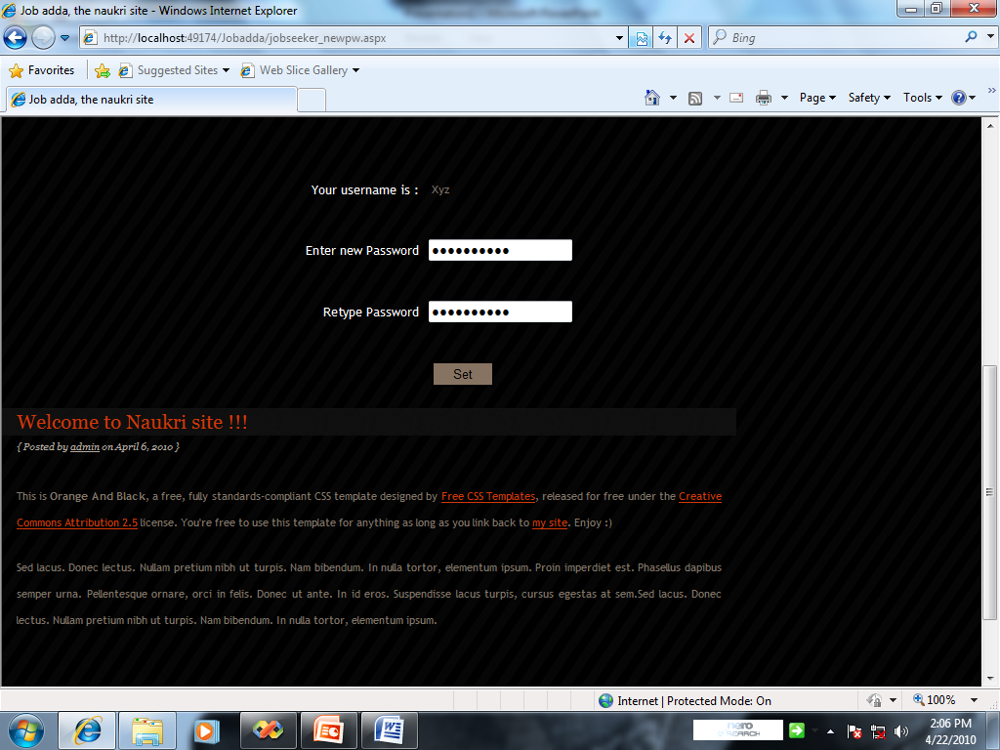 Job adda, the naukri site - Windows Internet Explorer
http://localhost:49174/Jobadda/jobseeker_newpw.aspx
Bing
Favorites
Suggested Sites
Web Slice Gallery
Job adda, the naukri site
Page
Safety
Tools
Your username is :
Xyz
Enter new Password
●●●●●●●●●●
Retype Password
●●●●●●●●●●
Set
Welcome to Naukri site !!!
{ Posted by admin on April 6, 2010 }
This is Orange And Black, a free, fully standards-compliant CSS template designed by Free CSS Templates, released for free under the Creative
Commons Attribution 2.5 license. You're free to use this template for anything as long as you link back to my site. Enjoy :)
Sed lacus. Donec lectus. Nullam pretium nibh ut turpis. Nam bibendum. In nulla tortor, elementum ipsum. Proin imperdiet est. Phasellus dapibus
semper urna. Pellentesque ornare, orci in felis. Donec ut ante. In id eros. Suspendisse lacus turpis, cursus egestas at sem.Sed lacus. Donec
lectus. Nullam pretium nibh ut turpis. Nam bibendum. In nulla tortor, elementum ipsum.
Internet | Protected Mode: On
100%
nero
SEARCH
2:06 PM
4/22/2010